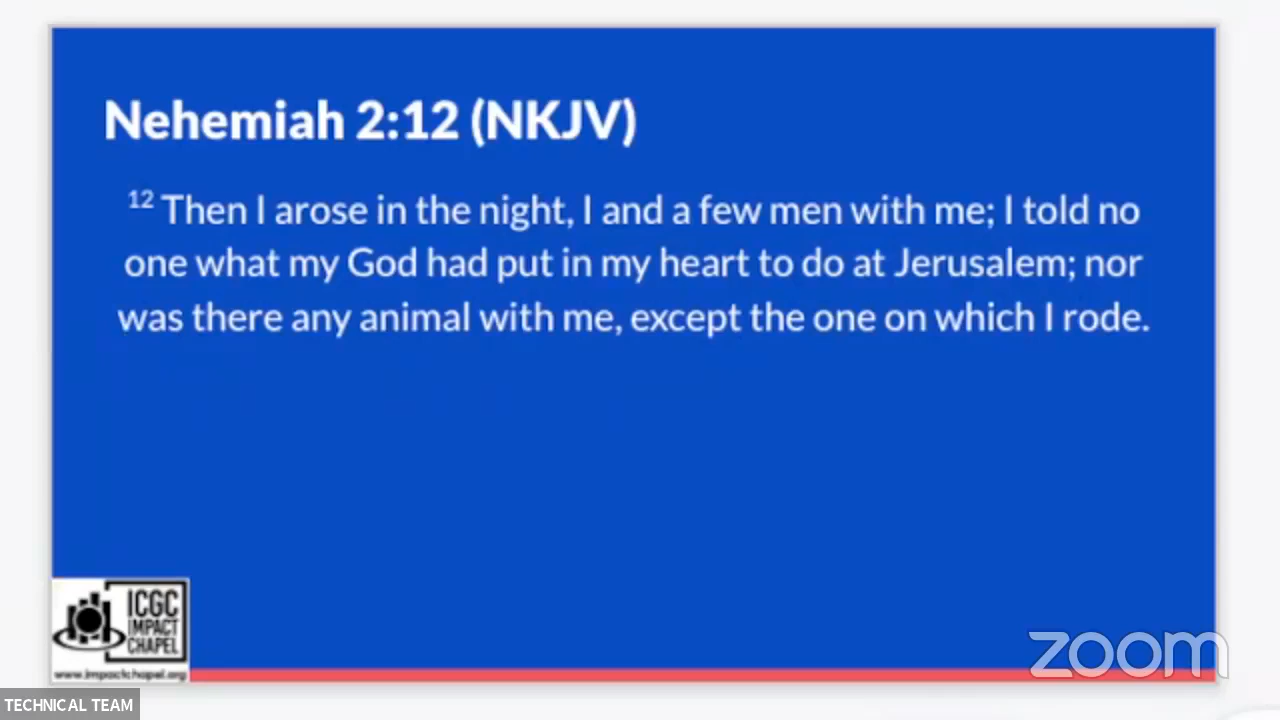 Nehemiah 2:12 (NKJV)
12 Then I arose in the night, I and a few men with me; I told no
one what my God had put in my heart to do at Jerusalem; nor
was there any animal with me, except the one on which I rode.
ICGC
IMPACT
CHAPEL
www.impactchapel.org
zoom
TECHNICAL TEAM